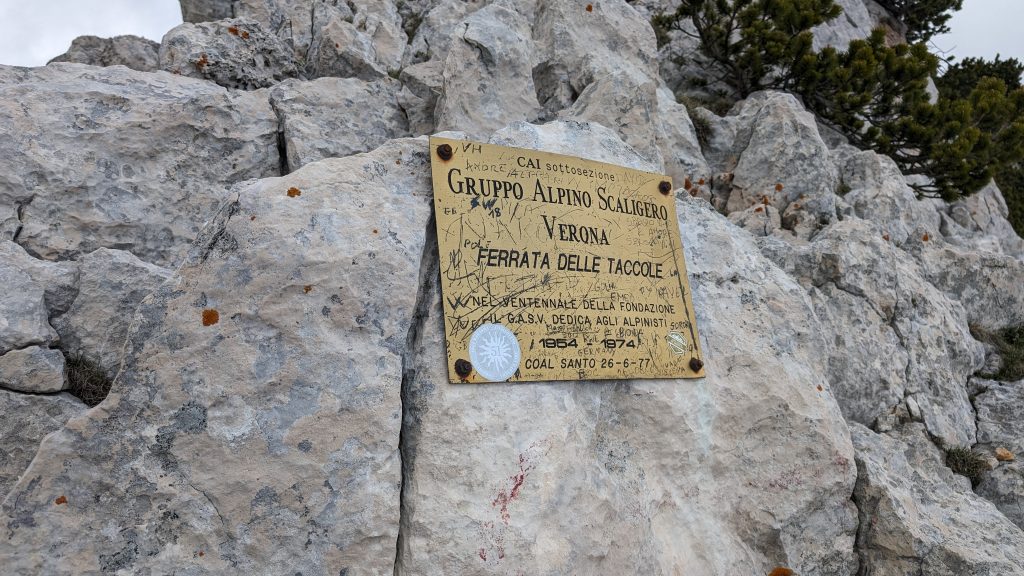 CAI sottosezione
GRUPPO ALPINO SCALIGERO
VERONA
FERRATA DELLE TACCOLE
NEL VENTENNALE DELLA FONDAZIONE
IL G.A.S.V. DEDICA AGLI ALPINISTI
(1954 - 1974)
COAL SANTO 26-6-77